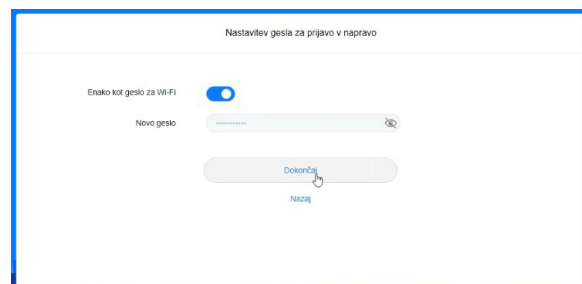 Nastavitev gesla za prijavo v napravo
Enako kot geslo za Wi-Fi
Novo geslo
Dokončaj
Nazaj